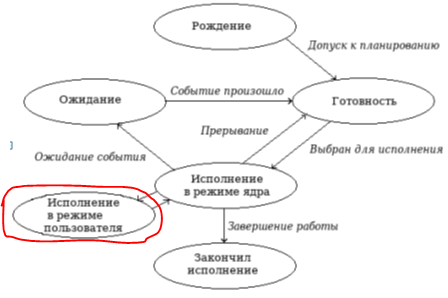 Рождение
Допуск к планированию
Ожидание
Событие произошло
Готовность
Прерывание
Выбран для исполнения
Ожидание события
Исполнение
в режиме ядра
Исполнение
в режиме
пользователя
Завершение работы
Закончил
исполнение